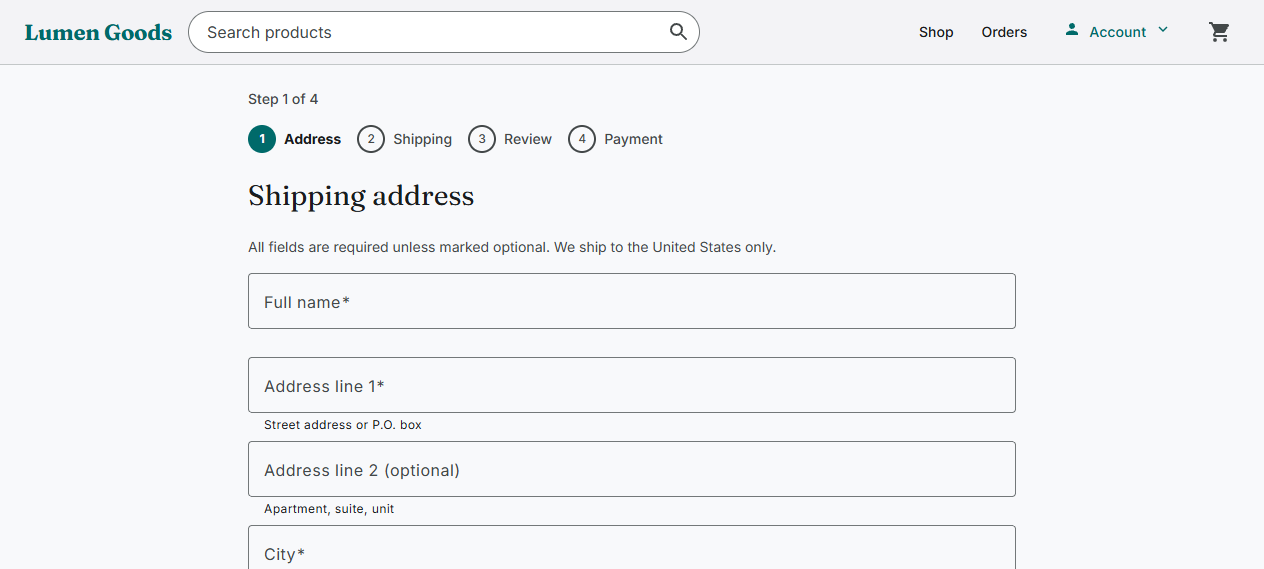 Lumen Goods
Search products
Shop
Orders
Account
Step 1 of 4
1 Address 2 Shipping 3 Review 4 Payment
Shipping address
All fields are required unless marked optional. We ship to the United States only.
Full name*
Address line 1*
Street address or P.O. box
Address line 2 (optional)
Apartment, suite, unit
City*